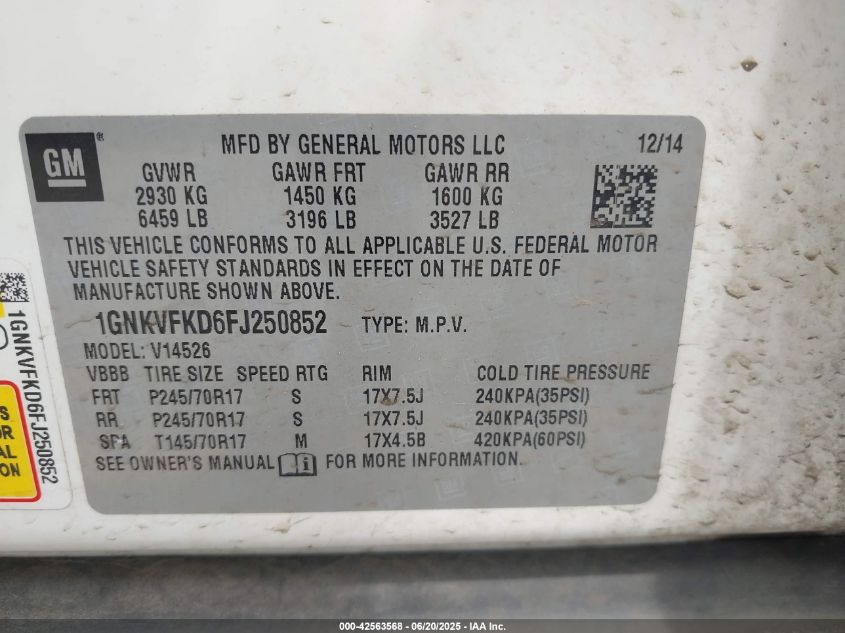 GM®
MFD BY GENERAL MOTORS LLC 12/14
GVWR GAWR FRT GAWR RR
2930 KG 1450 KG 1600 KG
6459 LB 3196 LB 3527 LB
THIS VEHICLE CONFORMS TO ALL APPLICABLE U.S. FEDERAL MOTOR
VEHICLE SAFETY STANDARDS IN EFFECT ON THE DATE OF
MANUFACTURE SHOWN ABOVE.
1GNKVFKD6FJ250852 TYPE: M.P.V.
MODEL: V14526
VBBB TIRE SIZE SPEED RTG RIM COLD TIRE PRESSURE
FRT P245/70R17 S 17X7.5J 240KPA(35PSI)
RR P245/70R17 S 17X7.5J 240KPA(35PSI)
SPA T145/70R17 M 17X4.5B 420KPA(60PSI)
SEE OWNER'S MANUAL FOR MORE INFORMATION.
1GNKVFKD6FJ250852
000-42563568 - 06/20/2025 - IAA Inc.